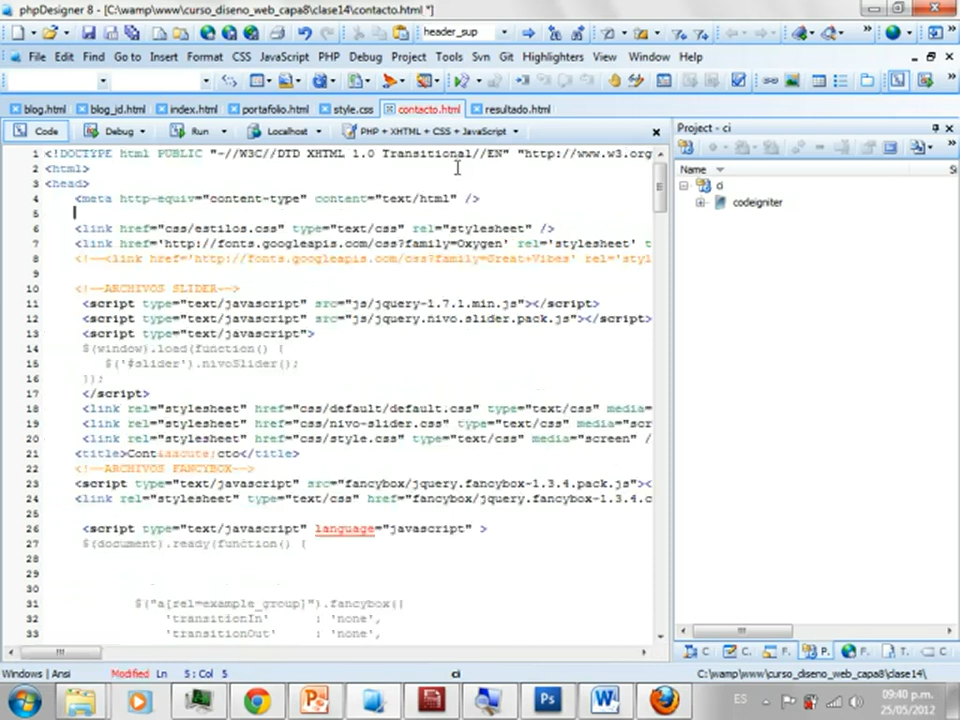 phpDesigner 8 - [C:\wamp\www\curso_diseno_web_capa8\clase14\contacto.html *]
header_sup
File Edit View Find Go to Insert Format CSS JavaScript PHP Debug Project Tools Svn Git Highlighters View Window Help
blog.html blog_id.html index.html portafolio.html style.css contacto.html resultado.html
Code Debug Run Localhost PHP + XHTML + CSS + JavaScript
Project - ci
Name
ci
codeigniter
1 <!DOCTYPE html PUBLIC "-//W3C//DTD XHTML 1.0 Transitional//EN" "http://www.w3.org
2 <html>
3 <head>
4 <meta http-equiv="content-type" content="text/html" />
5
6 <link href="css/estilos.css" type="text/css" rel="stylesheet" />
7 <link href='http://fonts.googleapis.com/css?family=Oxygen' rel='stylesheet' t
8 <!--<link href='http://fonts.googleapis.com/css?family=Great+Vibes' rel='styl
9
10 <!--ARCHIVOS SLIDER-->
11 <script type="text/javascript" src="js/jquery-1.7.1.min.js"></script>
12 <script type="text/javascript" src="js/jquery.nivo.slider.pack.js"></script>
13 <script type="text/javascript">
14 $(window).load(function() {
15 $('#slider').nivoSlider();
16 });
17 </script>
18 <link rel="stylesheet" href="css/default/default.css" type="text/css" media=
19 <link rel="stylesheet" href="css/nivo-slider.css" type="text/css" media="scr
20 <link rel="stylesheet" href="css/style.css" type="text/css" media="screen" /
21 <title>Cont&aacute;cto</title>
22 <!--ARCHIVOS FANCYBOX-->
23 <script type="text/javascript" src="fancybox/jquery.fancybox-1.3.4.pack.js"><
24 <link rel="stylesheet" type="text/css" href="fancybox/jquery.fancybox-1.3.4.c
25
26 <script type="text/javascript" language="javascript" >
27 $(document).ready(function() {
28
29
30
31 $("a[rel=example_group]").fancybox({
32 'transitionIn' : 'none',
33 'transitionOut' : 'none',
Windows | Ansi Modified Ln 5 : Col 5 ci C:\wamp\www\curso_diseno_web_capa8\clase14\
ES 09:40 p.m.
25/05/2012